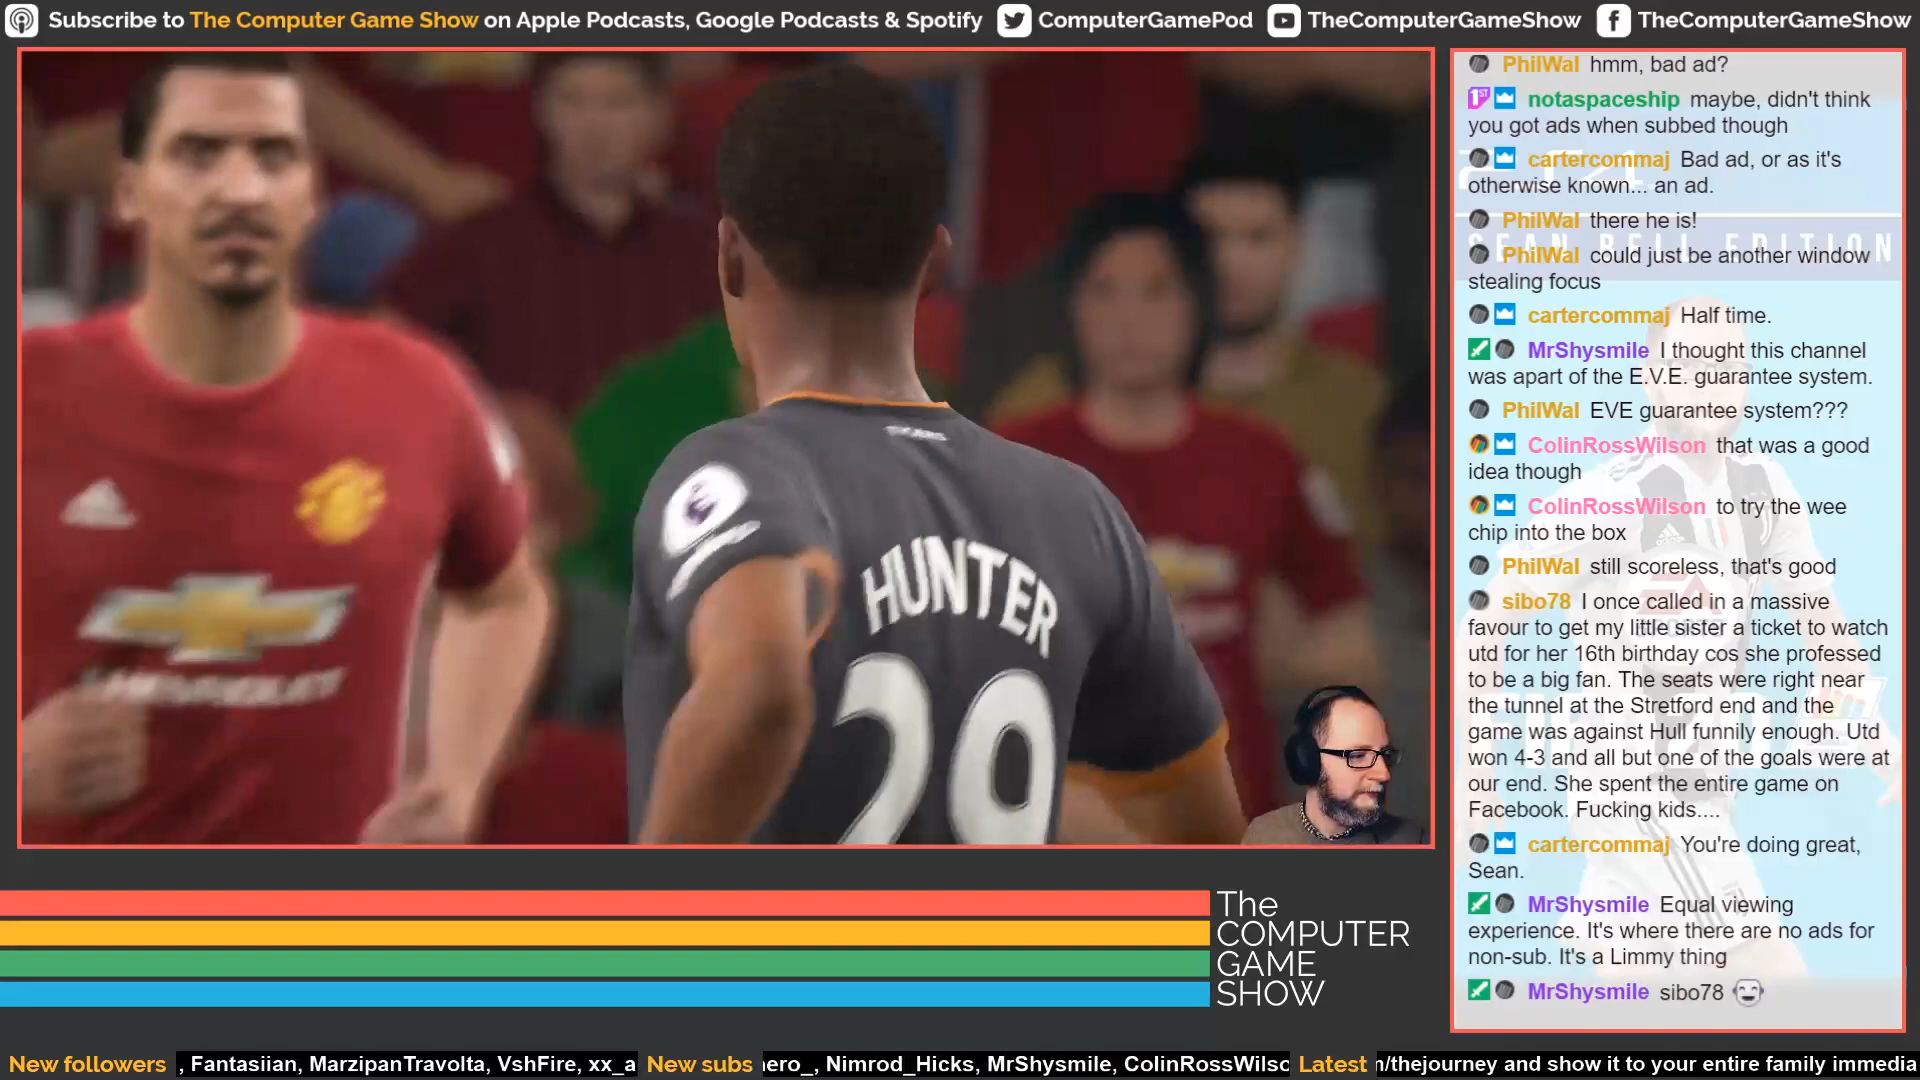 Subscribe to The Computer Game Show on Apple Podcasts, Google Podcasts & Spotify ComputerGamePod TheComputerGameShow TheComputerGameShow
PhilWal hmm, bad ad?
notaspaceship maybe, didn't think
you got ads when subbed though
cartercommaj Bad ad, or as it's
otherwise known... an ad.
PhilWal there he is!
SEAN BELL EDITION
PhilWal could just be another window
stealing focus
cartercommaj Half time.
MrShysmile I thought this channel
was apart of the E.V.E. guarantee system.
PhilWal EVE guarantee system???
ColinRossWilson that was a good
idea though
ColinRossWilson to try the wee
chip into the box
PhilWal still scoreless, that's good
sibo78 I once called in a massive
favour to get my little sister a ticket to watch
utd for her 16th birthday cos she professed
to be a big fan. The seats were right near
the tunnel at the Stretford end and the
game was against Hull funnily enough. Utd
won 4-3 and all but one of the goals were at
our end. She spent the entire game on
Facebook. Fucking kids....
cartercommaj You're doing great,
Sean.
MrShysmile Equal viewing
experience. It's where there are no ads for
non-sub. It's a Limmy thing
MrShysmile sibo78
HUNTER
29
CHEVROLET
The
COMPUTER
GAME
SHOW
New followers , Fantasiian, MarzipanTravolta, VshFire, xx_a New subs ero_, Nimrod_Hicks, MrShysmile, ColinRossWilso Latest n/thejourney and show it to your entire family immedia